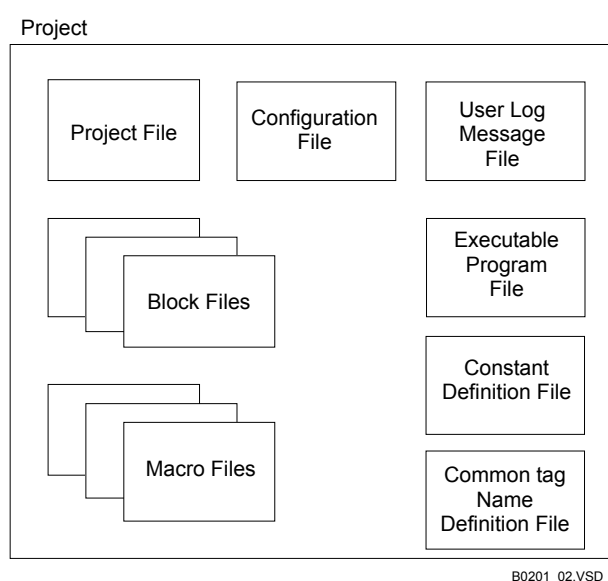 Project
Project File
Configuration
File
User Log
Message
File
Block Files
Executable
Program
File
Constant
Definition File
Macro Files
Common tag
Name
Definition File
B0201_02.VSD